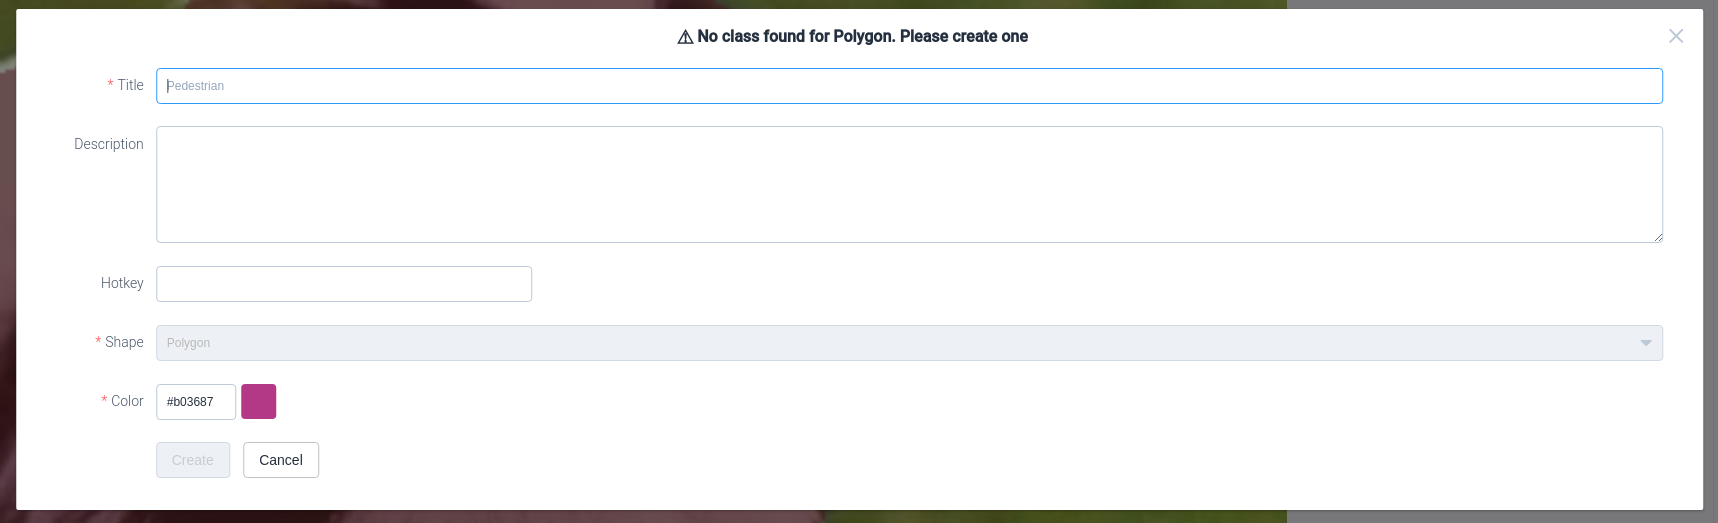 ⚠ No class found for Polygon. Please create one
* Title
Pedestrian
Description
Hotkey
* Shape
Polygon
* Color
#b03687
Create
Cancel